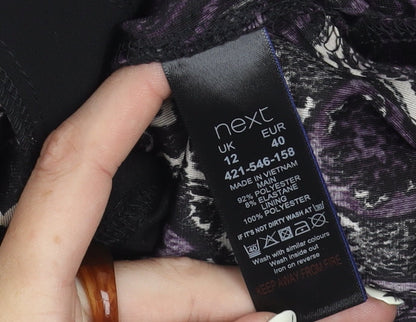 next
UK EUR
12 40
421-546-158
MADE IN VIETNAM
MAIN
92% POLYESTER
8% ELASTANE
LINING
100% POLYESTER
IF IT'S NOT DIRTY WASH AT 30
40
Wash with similar colours
Wash inside out
Iron on reverse
KEEP AWAY FROM FIRE